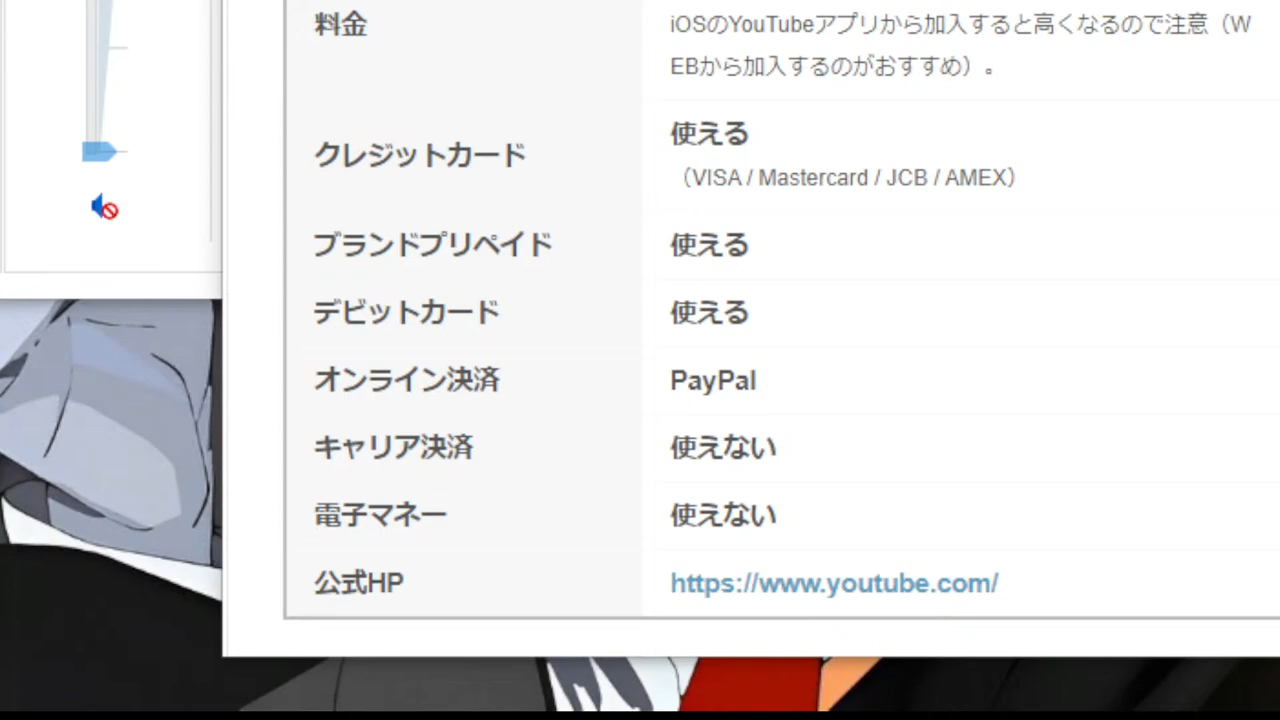 料金
iOSのYouTubeアプリから加入すると高くなるので注意（W
EBから加入するのがおすすめ）。
クレジットカード
使える
（VISA / Mastercard / JCB / AMEX）
ブランドプリペイド
使える
デビットカード
使える
オンライン決済
PayPal
キャリア決済
使えない
電子マネー
使えない
公式HP
https://www.youtube.com/